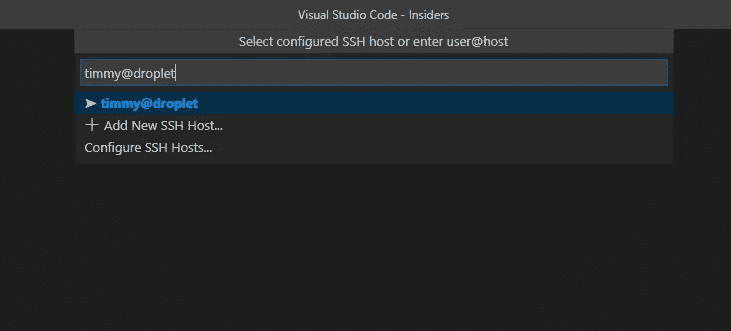 Visual Studio Code - Insiders
Select configured SSH host or enter user@host
timmy@droplet
timmy@droplet
+ Add New SSH Host...
Configure SSH Hosts...